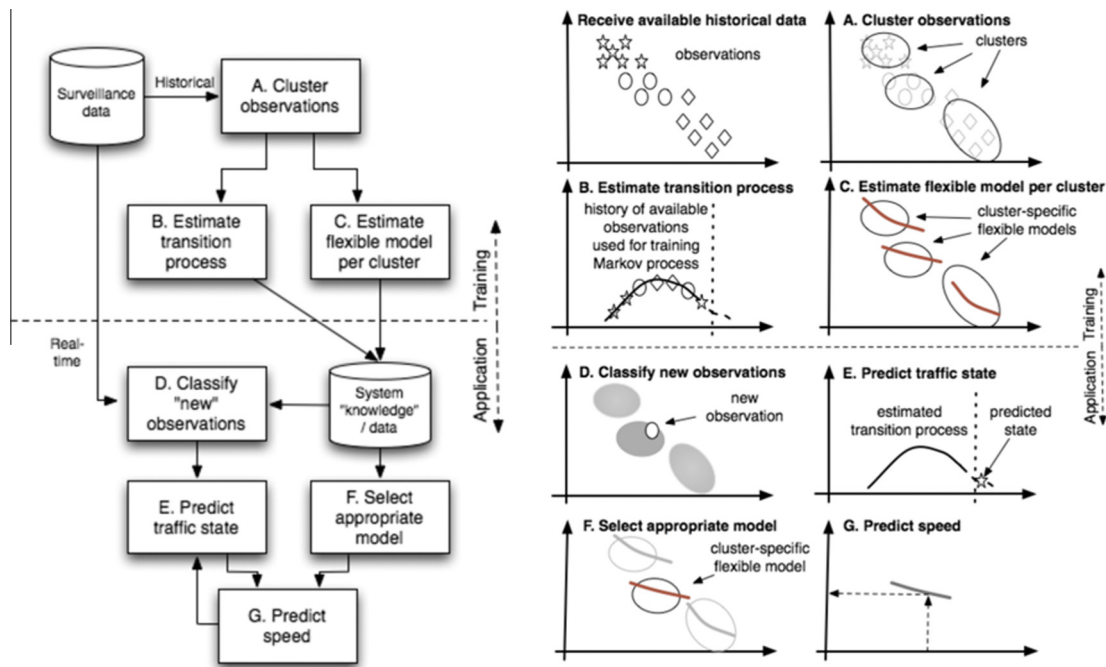 Surveillance
data
Historical
A. Cluster
observations
B. Estimate
transition
process
C. Estimate
flexible model
per cluster
Training
Application
Real-
time
D. Classify
"new"
observations
System
"knowledge"
/ data
E. Predict
traffic state
F. Select
appropriate
model
G. Predict
speed
Receive available historical data
observations
A. Cluster observations
clusters
B. Estimate transition process
history of available
observations
used for training
Markov process
C. Estimate flexible model per cluster
cluster-specific
flexible models
Training
Application
D. Classify new observations
new
observation
E. Predict traffic state
estimated
transition process
predicted
state
F. Select appropriate model
cluster-specific
flexible model
G. Predict speed